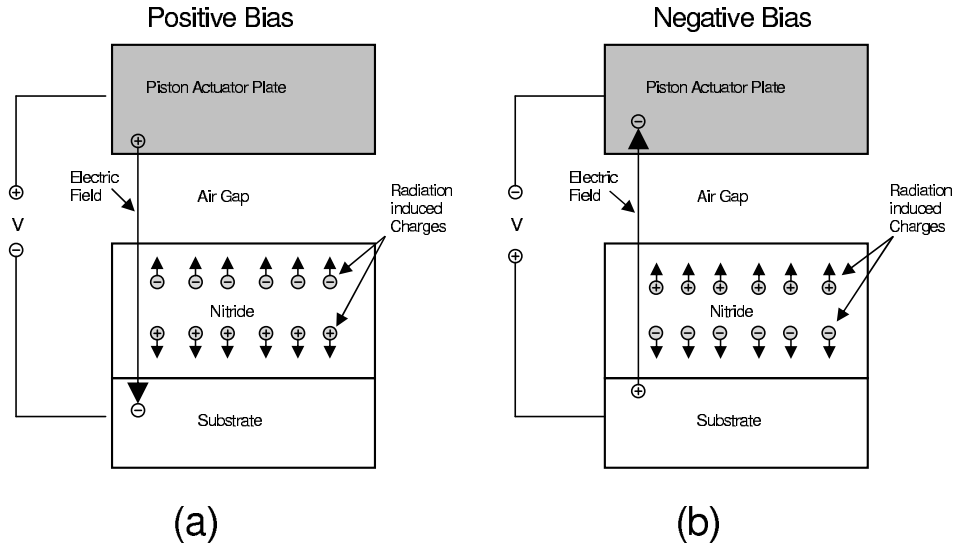 Positive Bias
Piston Actuator Plate
+
Electric
Field
Air Gap
Radiation
induced
Charges
+
V
−
− − − − − −
Nitride
+ + + + + +
−
Substrate
(a)
Negative Bias
Piston Actuator Plate
−
Electric
Field
Air Gap
Radiation
induced
Charges
−
V
+
+ + + + + +
Nitride
− − − − − −
+
Substrate
(b)